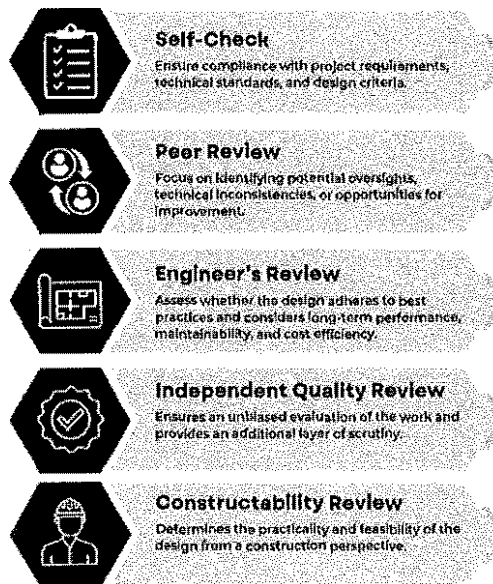 Self-Check
Ensure compliance with project requirements,
technical standards, and design criteria.
Peer Review
Focus on identifying potential oversights,
technical inconsistencies, or opportunities for
improvement.
Engineer's Review
Assess whether the design adheres to best
practices and considers long-term performance,
maintainability, and cost efficiency.
Independent Quality Review
Ensures an unbiased evaluation of the work and
provides an additional layer of scrutiny.
Constructability Review
Determines the practicality and feasibility of the
design from a construction perspective.